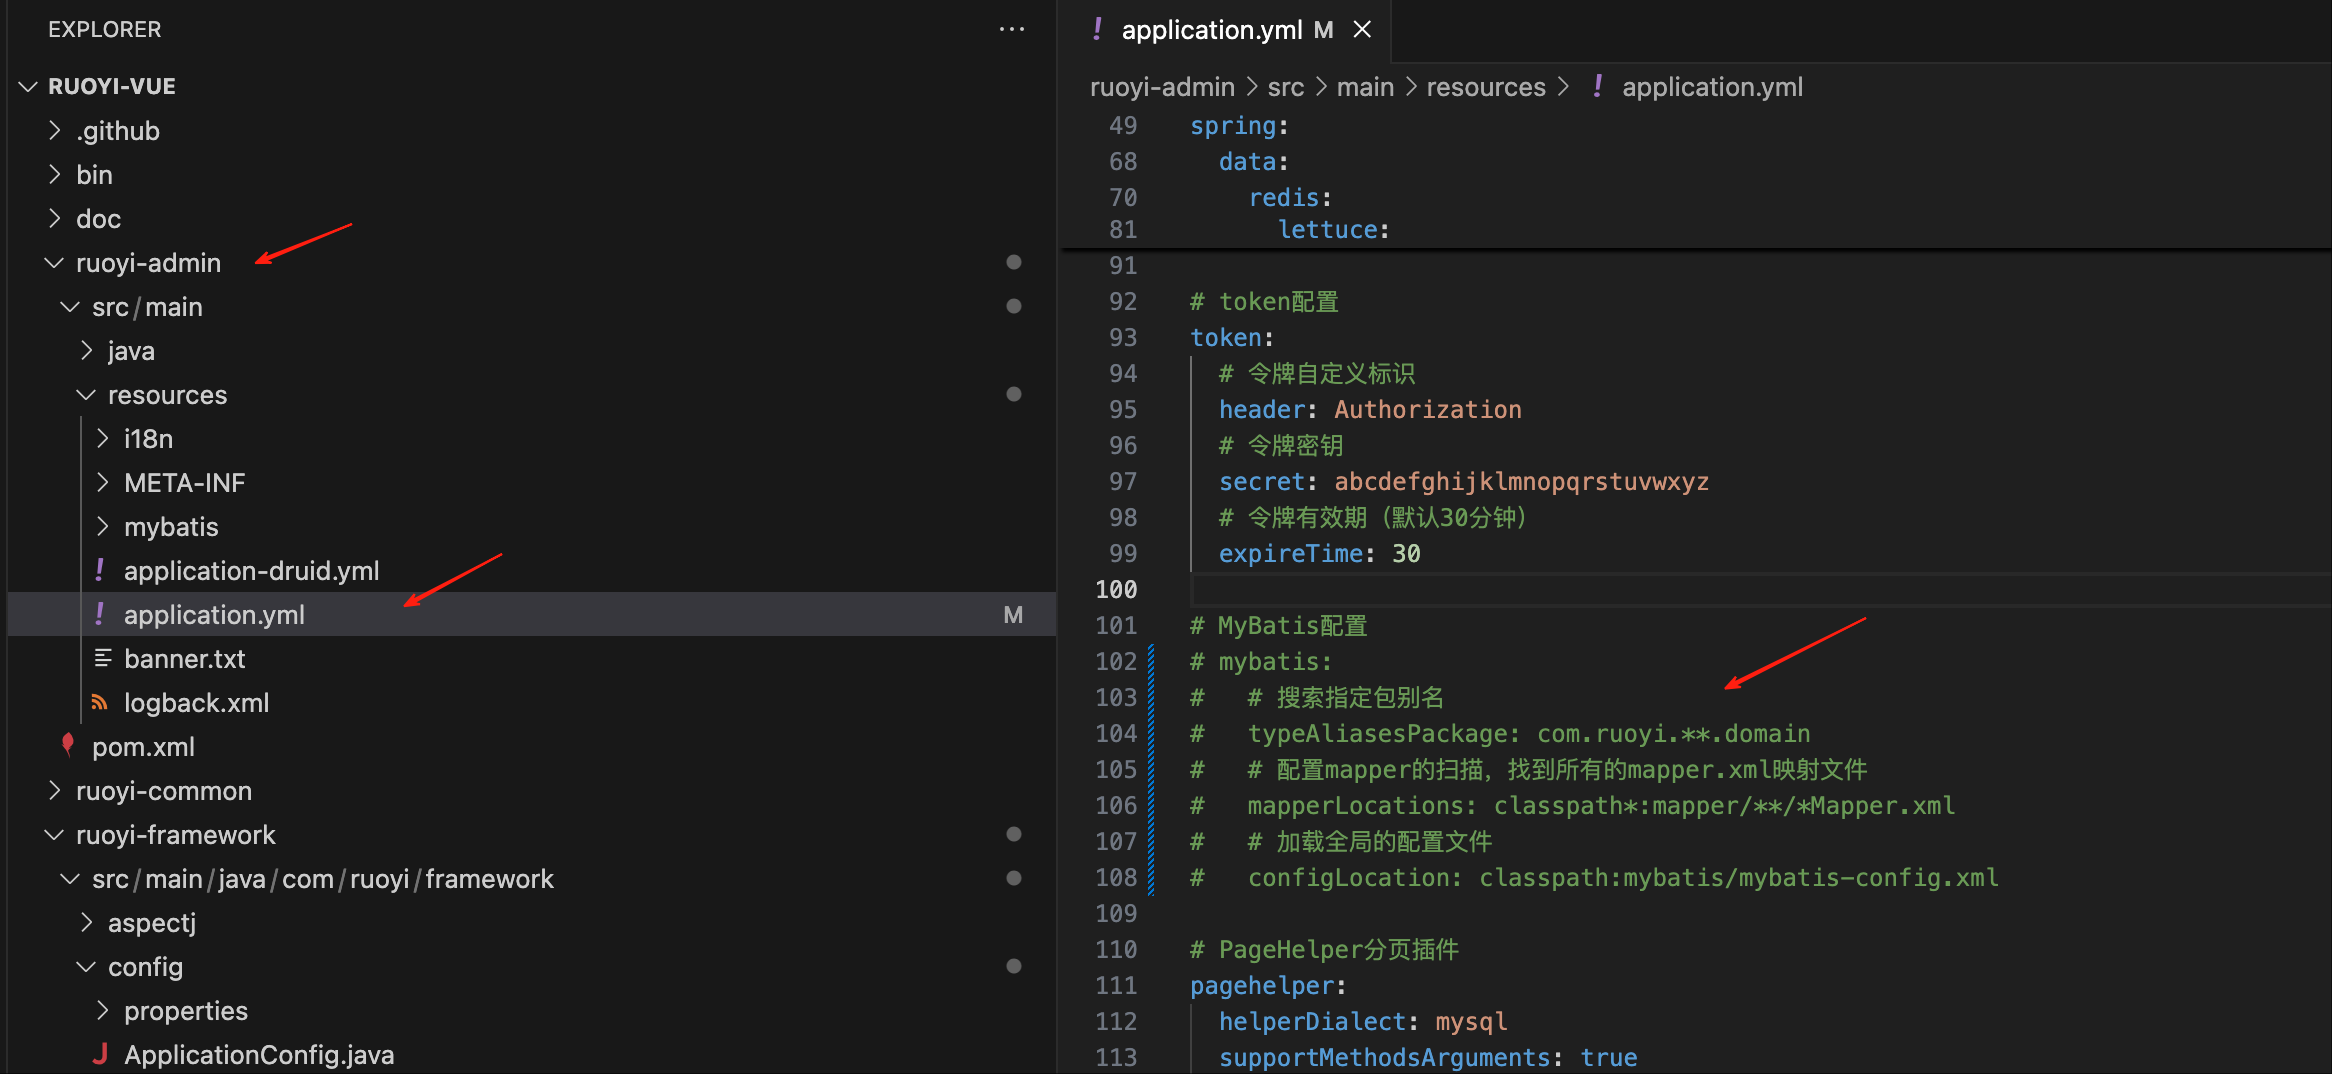 EXPLORER
RUOYI-VUE
.github
bin
doc
ruoyi-admin
src/main
java
resources
i18n
META-INF
mybatis
! application-druid.yml
! application.yml M
banner.txt
logback.xml
pom.xml
ruoyi-common
ruoyi-framework
src/main/java/com/ruoyi/framework
aspectj
config
properties
J ApplicationConfig.java
! application.yml M
ruoyi-admin > src > main > resources > ! application.yml
49 spring:
68 data:
70 redis:
81 lettuce:
91
92 # token配置
93 token:
94 # 令牌自定义标识
95 header: Authorization
96 # 令牌密钥
97 secret: abcdefghijklmnopqrstuvwxyz
98 # 令牌有效期（默认30分钟）
99 expireTime: 30
100
101 # MyBatis配置
102 # mybatis:
103 # # 搜索指定包别名
104 # typeAliasesPackage: com.ruoyi.**.domain
105 # # 配置mapper的扫描，找到所有的mapper.xml映射文件
106 # mapperLocations: classpath*:mapper/**/*Mapper.xml
107 # # 加载全局的配置文件
108 # configLocation: classpath:mybatis/mybatis-config.xml
109
110 # PageHelper分页插件
111 pagehelper:
112 helperDialect: mysql
113 supportMethodsArguments: true